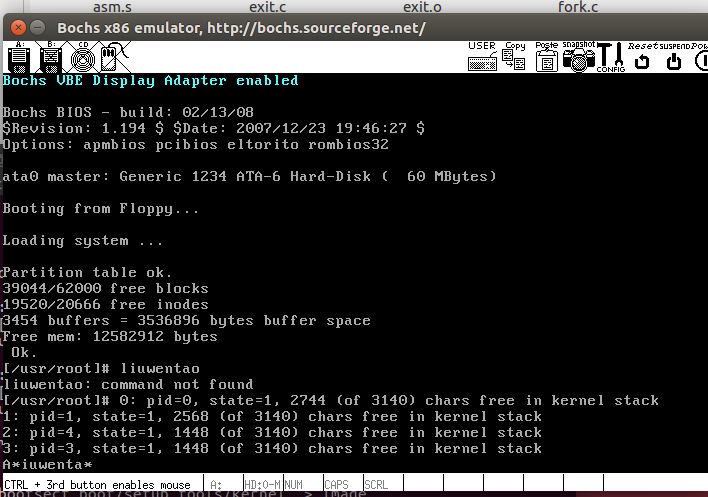 asm.s exit.c exit.o fork.c
Bochs x86 emulator, http://bochs.sourceforge.net/
A: B: CD USER Copy Paste snapshot CONFIG Reset SUSPEND
Bochs VBE Display Adapter enabled
Bochs BIOS - build: 02/13/08
$Revision: 1.194 $ $Date: 2007/12/23 19:46:27 $
Options: apmbios pcibios eltorito rombios32
ata0 master: Generic 1234 ATA-6 Hard-Disk (  60 MBytes)
Booting from Floppy...
Loading system ...
Partition table ok.
39044/62000 free blocks
19520/20666 free inodes
3454 buffers = 3536896 bytes buffer space
Free mem: 12582912 bytes
Ok.
[/usr/root]# liuwentao
liuwentao: command not found
[/usr/root]# 0: pid=0, state=1, 2744 (of 3140) chars free in kernel stack
1: pid=1, state=1, 2568 (of 3140) chars free in kernel stack
2: pid=4, state=1, 1448 (of 3140) chars free in kernel stack
3: pid=3, state=1, 1448 (of 3140) chars free in kernel stack
A*iuwenta*
CTRL + 3rd button enables mouse A: HD:0-M NUM CAPS SCRL